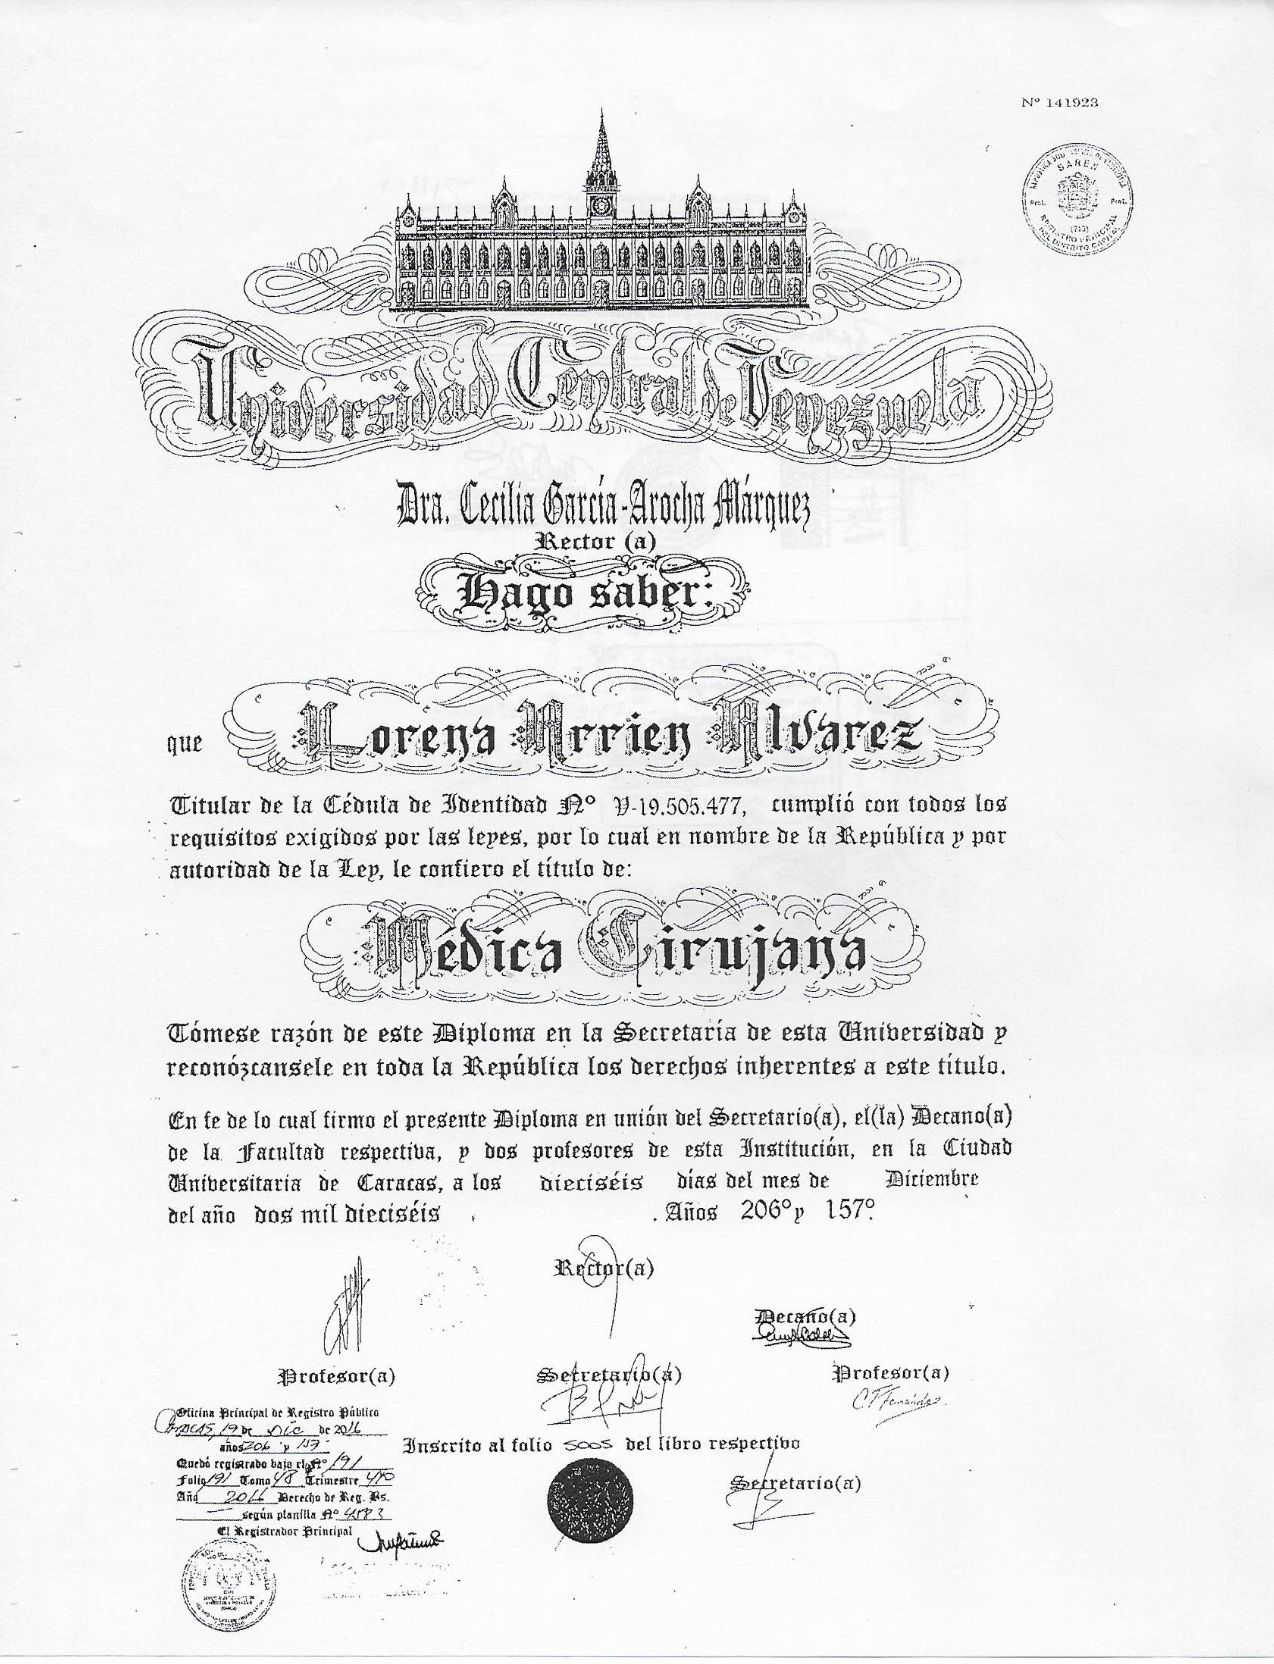 Nº 141923
SAREN
REGISTRO PRINCIPAL
DEL DISTRITO CAPITAL
Universidad Central de Venezuela
Dra. Cecilia García-Arocha Márquez
Rector (a)
Hago saber:
que Lorena Arrien Alvarez
Titular de la Cédula de Identidad Nº V-19.505.477, cumplió con todos los
requisitos exigidos por las leyes, por lo cual en nombre de la República y por
autoridad de la Ley, le confiero el título de:
Medica Cirujana
Tómese razón de este Diploma en la Secretaría de esta Universidad y
reconózcansele en toda la República los derechos inherentes a este título.
En fe de lo cual firmo el presente Diploma en unión del Secretario(a), el(la) Decano(a)
de la Facultad respectiva, y dos profesores de esta Institución, en la Ciudad
Universitaria de Caracas, a los dieciséis días del mes de Diciembre
del año dos mil dieciséis . Años 206º y 157º.
Rector(a)
Decano(a)
Profesor(a) Secretario(a) Profesor(a)
Oficina Principal de Registro Público
Caracas, 19 de Dic de 2016
años 206 y 157
Inscrito al folio del libro respectivo
Quedó registrado bajo el Nº 191
Folio 191 Tomo 48 Trimestre 4to
Año 2016 Derecho de Reg. Bs.
según planilla Nº
El Registrador Principal
Secretario(a)